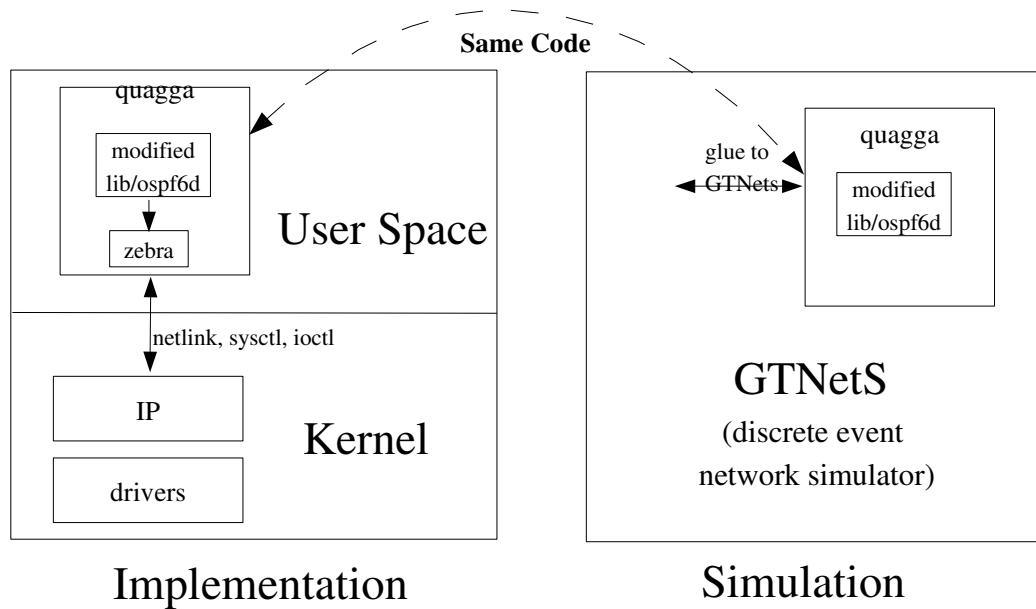 Same Code
quagga
modified
lib/ospf6d
zebra
User Space
netlink, sysctl, ioctl
IP
Kernel
drivers
Implementation
glue to
GTNets
quagga
modified
lib/ospf6d
GTNetS
(discrete event
network simulator)
Simulation